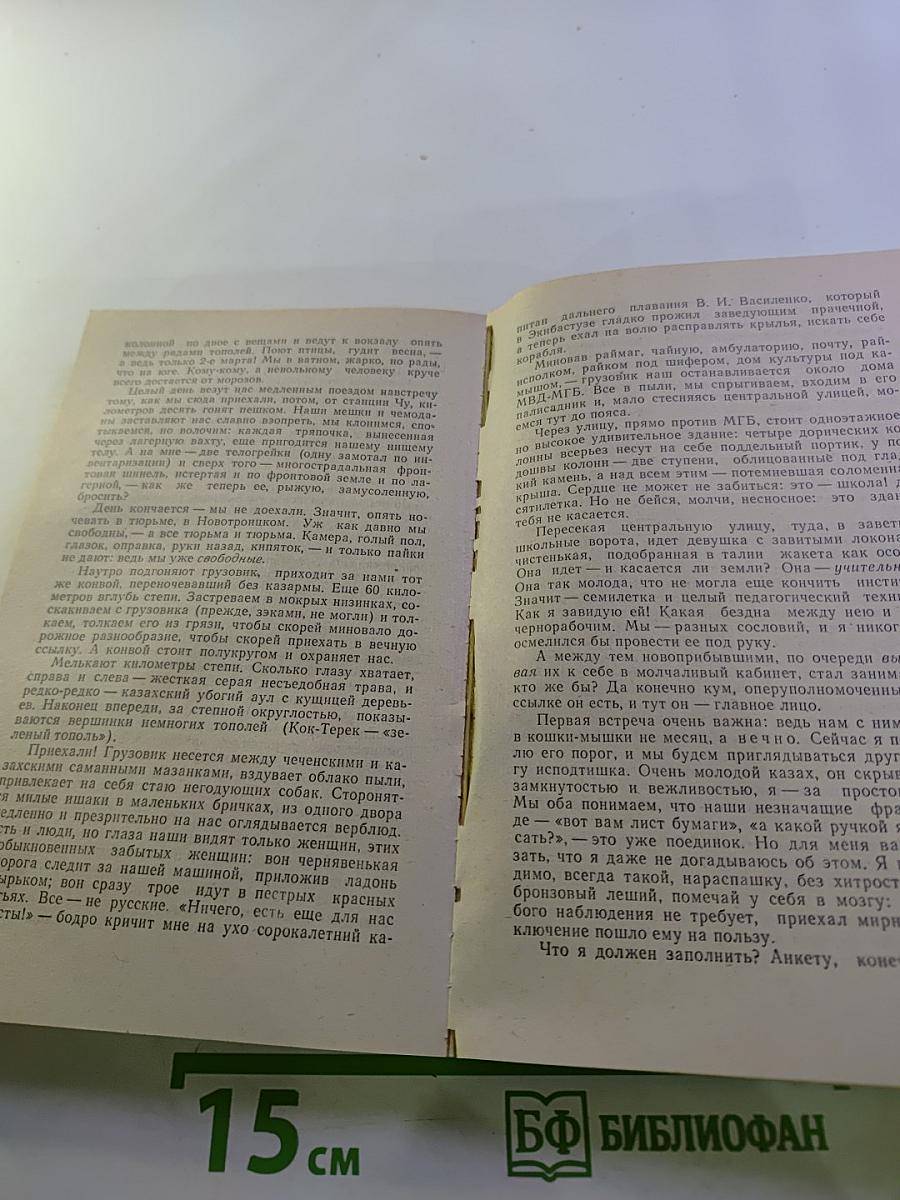 колонной по двое с вещами и ведут к вокзалу опять
между рядами тополей. Поют птицы, гудит весна, —
а ведь только 2-е марта! Мы в ватном, жарко, но рады,
что на юге. Кому-кому, а невольному человеку круче
всего достается от морозов.
Целый день везут нас медленным поездом навстречу
тому, как мы сюда приехали, потом, от станции Чу, ки-
лометров десять гонят пешком. Наши мешки и чемода-
ны заставляют нас славно взопреть, мы клонимся, спо-
тыкаемся, но волочим: каждая тряпочка, вынесенная
через лагерную вахту, еще пригодится нашему нищему
телу. А на мне — две телогрейки (одну замотал по ин-
вентаризации) и сверх того — многострадальная фрон-
товая шинель, истертая и по фронтовой земле и по ла-
герной, — как же теперь ее, рыжую, замусоленную,
бросить?
День кончается — мы не доехали. Значит, опять но-
чевать в тюрьме, в Новотроицком. Уж как давно мы
свободны, — а все тюрьма и тюрьма. Камера, голый пол,
глазок, оправка, руки назад, кипяток, — и только пайки
не дают: ведь мы уже свободные.
Наутро подгоняют грузовик, приходит за нами тот
же конвой, переночевавший без казармы. Еще 60 кило-
метров вглубь степи. Застреваем в мокрых низинках, со-
скакиваем с грузовика (прежде, зэками, не могли) и тол-
каем, толкаем его из грязи, чтобы скорей миновало до-
рожное разнообразие, чтобы скорей приехать в вечную
ссылку. А конвой стоит полукругом и охраняет нас.
Мелькают километры степи. Сколько глазу хватает,
справа и слева — жесткая серая несъедобная трава, и
редко-редко — казахский убогий аул с кущицей деревь-
ев. Наконец впереди, за степной округлостью, показы-
ваются вершинки немногих тополей (Кок-Терек — «зе-
леный тополь»).
Приехали! Грузовик несется между чеченскими и ка-
захскими саманными мазанками, вздувает облако пыли,
привлекает на себя стаю негодующих собак. Сторонят-
ся милые ишаки в маленьких бричках, из одного двора
медленно и презрительно на нас оглядывается верблюд.
сть и люди, но глаза наши видят только женщин, этих
обыкновенных забытых женщин: вон чернявенькая
орога следит за нашей машиной, приложив ладонь
ырьком; вон сразу трое идут в пестрых красных
тьях. Все — не русские. «Ничего, есть еще для нас
сты!» — бодро кричит мне на ухо сорокалетний ка-
питан дальнего плавания В. И. Василенко, который
в Экибастузе гладко прожил заведующим прачечной,
а теперь ехал на волю расправлять крылья, искать себе
корабля.
Миновав раймаг, чайную, амбулаторию, почту, рай-
исполком, райком под шифером, дом культуры под ка-
мышом, — грузовик наш останавливается около дома
МВД-МГБ. Все в пыли, мы спрыгиваем, входим в его
палисадник и, мало стесняясь центральной улицей, мо-
емся тут до пояса.
Через улицу, прямо против МГБ, стоит одноэтажное,
но высокое удивительное здание: четыре дорических ко
лонны всерьез несут на себе поддельный портик, у по
дошвы колонн — две ступени, облицованные под гла
кий камень, а над всем этим — потемневшая соломенна
крыша. Сердце не может не забиться: это — школа! д
сятилетка. Но не бейся, молчи, несносное: это здан
тебя не касается.
Пересекая центральную улицу, туда, в заветн
школьные ворота, идет девушка с завитыми локона
чистенькая, подобранная в талии жакета как осо
Она идет — и касается ли земли? Она — учительн
Она так молода, что не могла еще кончить инстит
Значит — семилетка и целый педагогический техни
Как я завидую ей! Какая бездна между нею и
чернорабочим. Мы — разных сословий, и я никог
осмелился бы провести ее под руку.
А между тем новоприбывшими, по очереди вы
вая их к себе в молчаливый кабинет, стал заним
кто же бы? Да конечно кум, оперуполномоченны
ссылке он есть, и тут он — главное лицо.
Первая встреча очень важна: ведь нам с ним
в кошки-мышки не месяц, а вечно. Сейчас я п
лю его порог, и мы будем приглядываться друг
гу исподтишка. Очень молодой казах, он скрыв
замкнутостью и вежливостью, я — за простов
Мы оба понимаем, что наши незначащие фра
де — «вот вам лист бумаги», «а какой ручкой я
сать?», — это уже поединок. Но для меня ва
зать, что я даже не догадываюсь об этом. Я
димо, всегда такой, нараспашку, без хитрост
бронзовый леший, помечай у себя в мозгу:
бого наблюдения не требует, приехал мирн
ключение пошло ему на пользу.
Что я должен заполнить? Анкету, коне
15 см
БФ БИБЛИОФАН